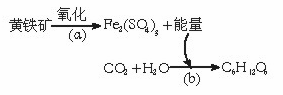 黄铁矿 氧化 (a) Fe₂(SO₄)₃ +能量
CO₂ +H₂O (b) C₆H₁₂O₆